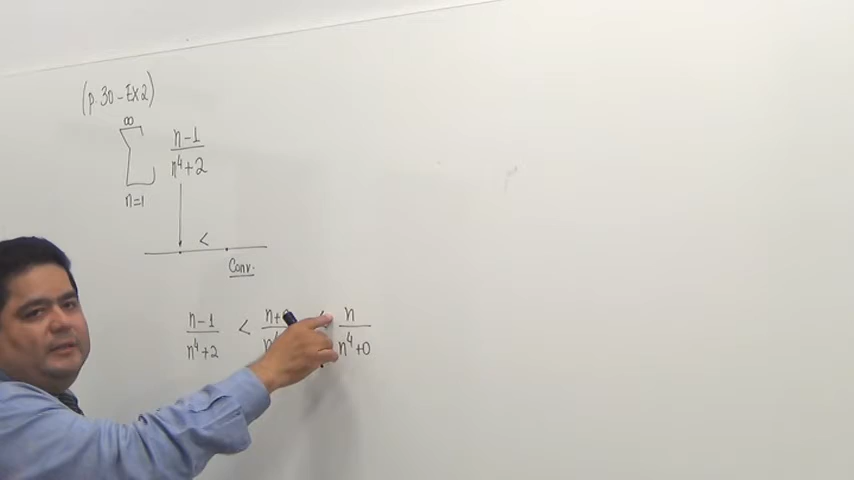 (p.30-Ex2)
∞
Σ n-1/n⁴+2
n=1
<
Conv.
n-1/n⁴+2 < n+ n/n⁴+0